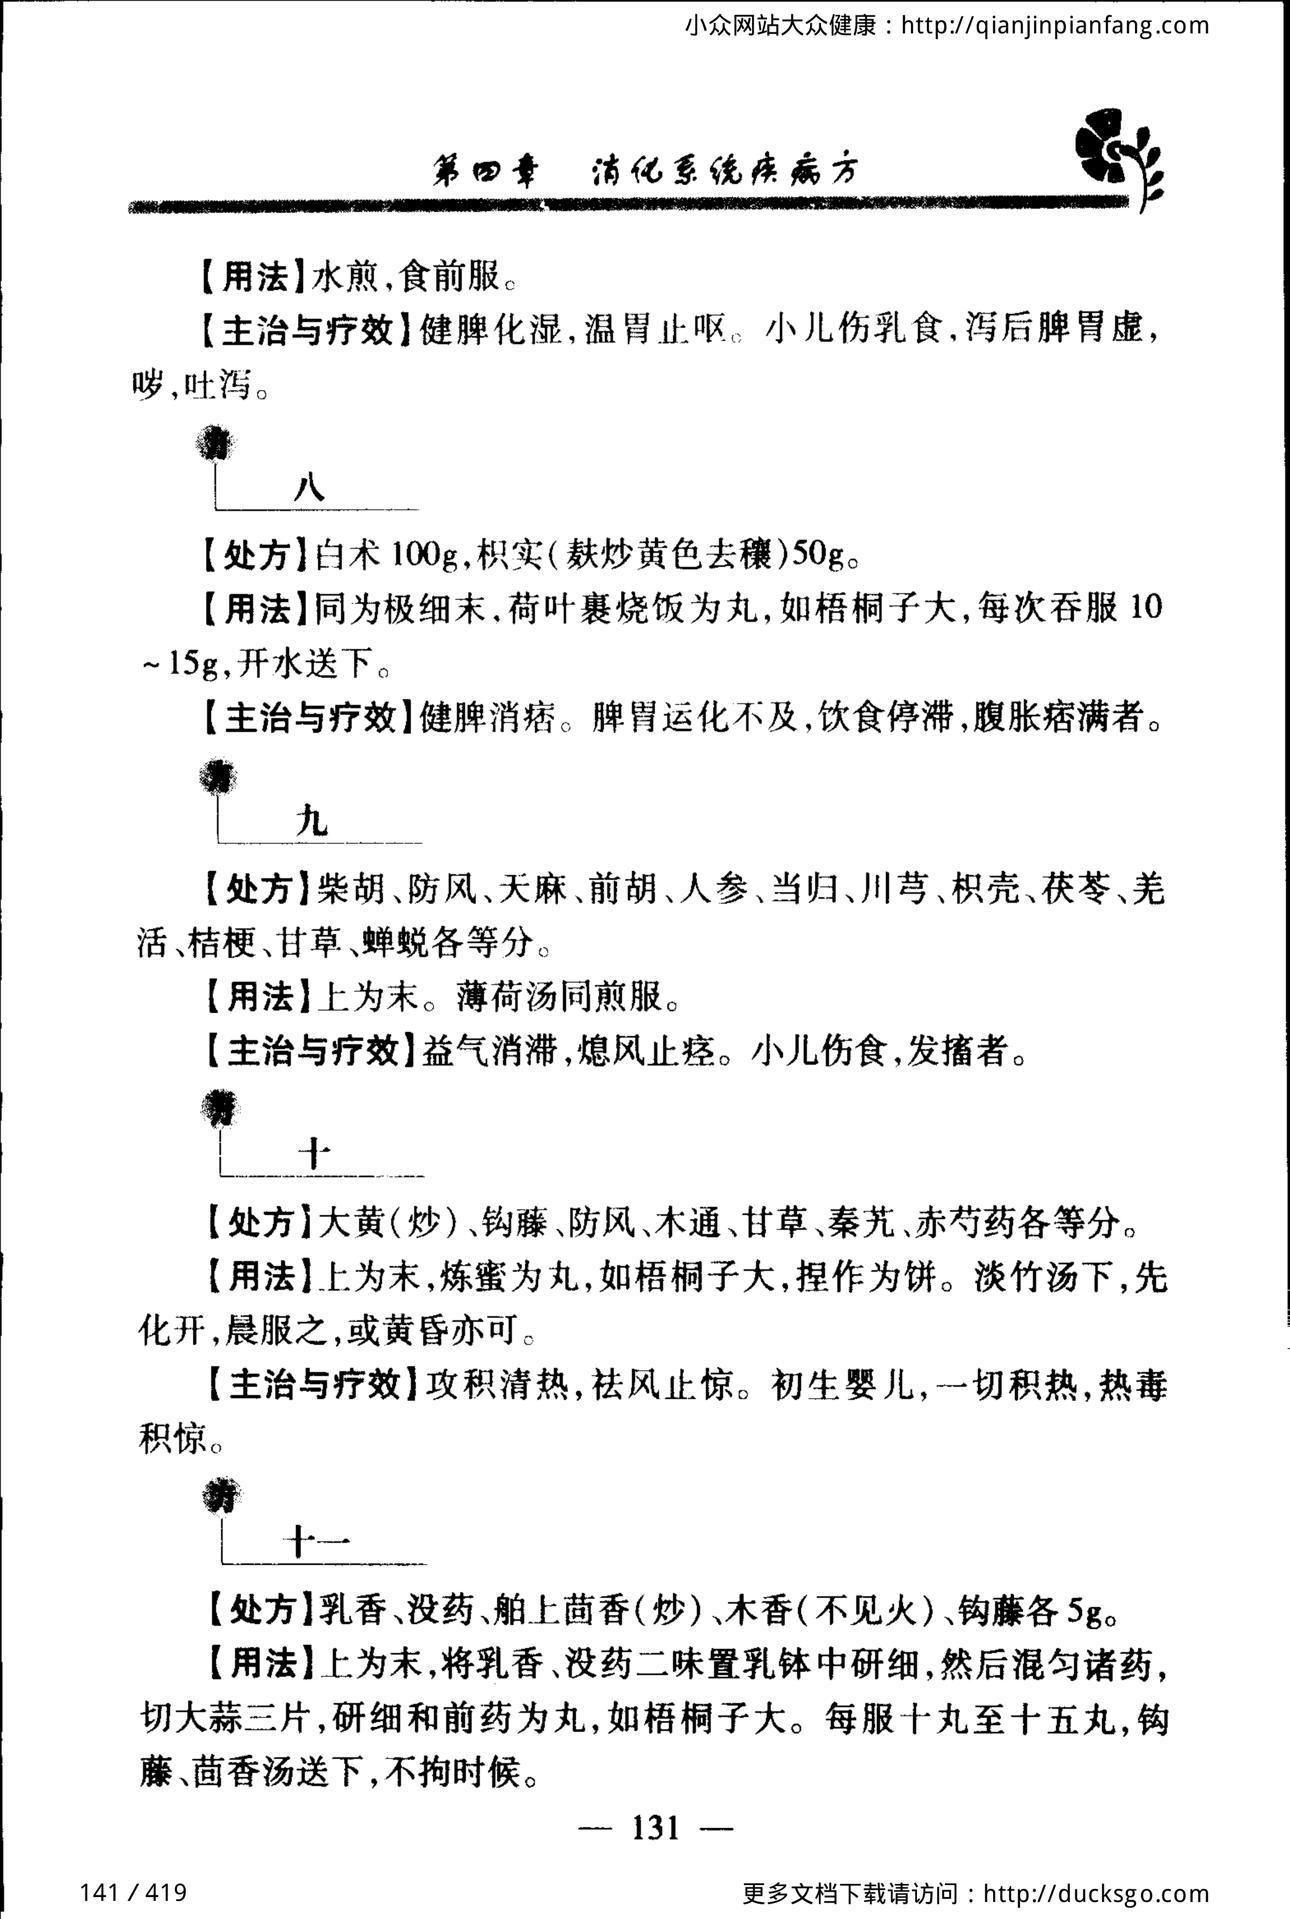 小众网站大众健康：http://qianjinpianfang.com
第四章 消化系统疾病方
【用法】水煎，食前服。
【主治与疗效】健脾化湿，温胃止呕。小儿伤乳食，泻后脾胃虚，
哕，吐泻。
方
八
【处方】白术100g，枳实(麸炒黄色去穰)50g。
【用法】同为极细末，荷叶裹烧饭为丸，如梧桐子大，每次吞服10
~15g，开水送下。
【主治与疗效】健脾消痞。脾胃运化不及，饮食停滞，腹胀痞满者。
方
九
【处方】柴胡、防风、天麻、前胡、人参、当归、川芎、枳壳、茯苓、羌
活、桔梗、甘草、蝉蜕各等分。
【用法】上为末。薄荷汤同煎服。
【主治与疗效】益气消滞，熄风止痉。小儿伤食，发搐者。
方
十
【处方】大黄(炒)、钩藤、防风、木通、甘草、秦艽、赤芍药各等分。
【用法】上为末，炼蜜为丸，如梧桐子大，捏作为饼。淡竹汤下，先
化开，晨服之，或黄昏亦可。
【主治与疗效】攻积清热，祛风止惊。初生婴儿，一切积热，热毒
积惊。
方
十一
【处方】乳香、没药、舶上茴香(炒)、木香(不见火)、钩藤各5g。
【用法】上为末，将乳香、没药二味置乳钵中研细，然后混匀诸药，
切大蒜三片，研细和前药为丸，如梧桐子大。每服十丸至十五丸，钩
藤、茴香汤送下，不拘时候。
— 131 —
141 / 419
更多文档下载请访问：http://ducksgo.com